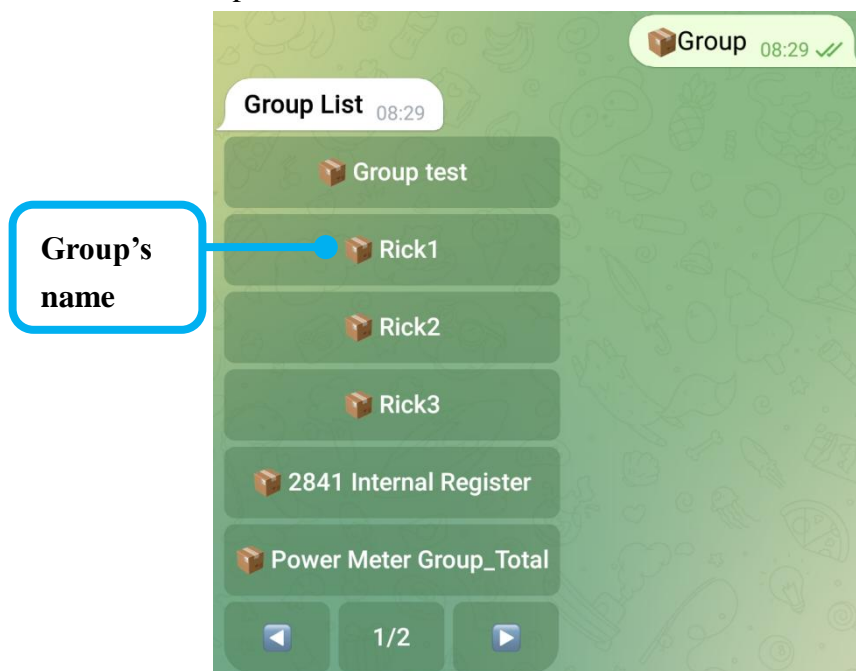 📦Group 08:29
Group List 08:29
📦 Group test
Group's
name
📦 Rick1
📦 Rick2
📦 Rick3
📦 2841 Internal Register
📦 Power Meter Group_Total
◀ 1/2 ▶